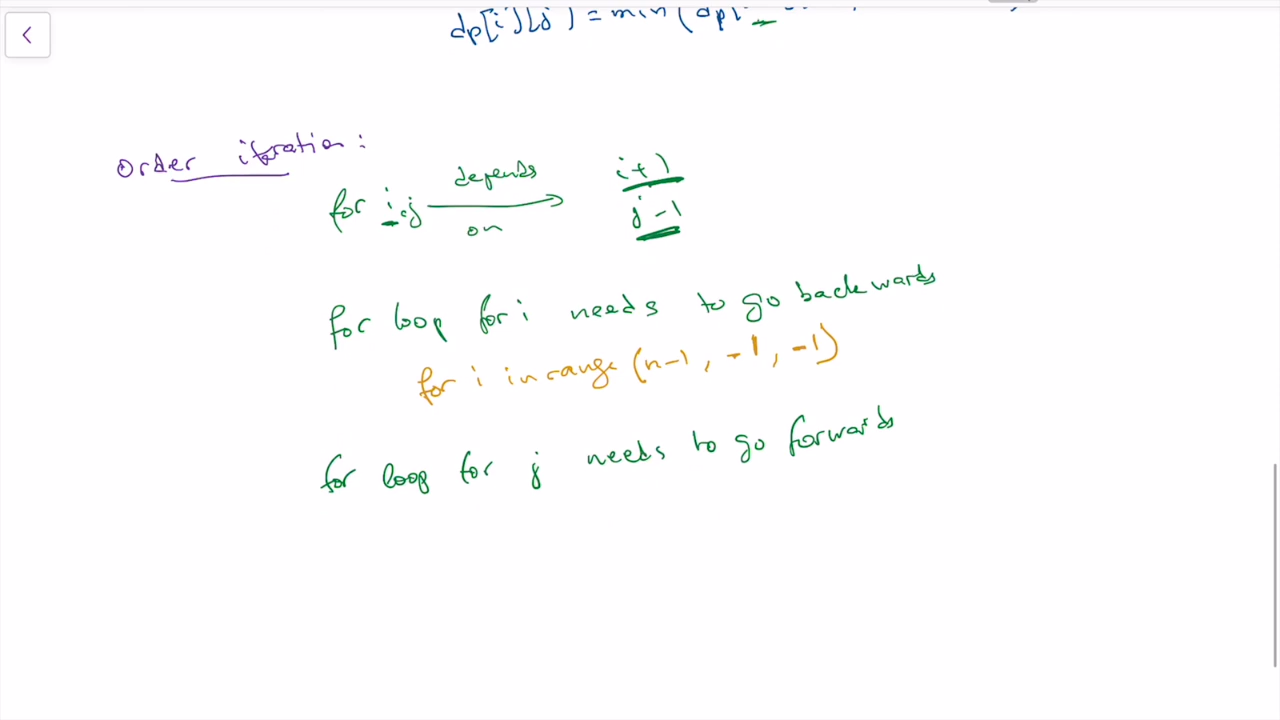 dp[i][j] = min(dp[i
Order iteration:
for i,j depends on i+1
j-1
for loop for i needs to go backwards
for i in range (n-1, -1, -1)
for loop for j needs to go forwards